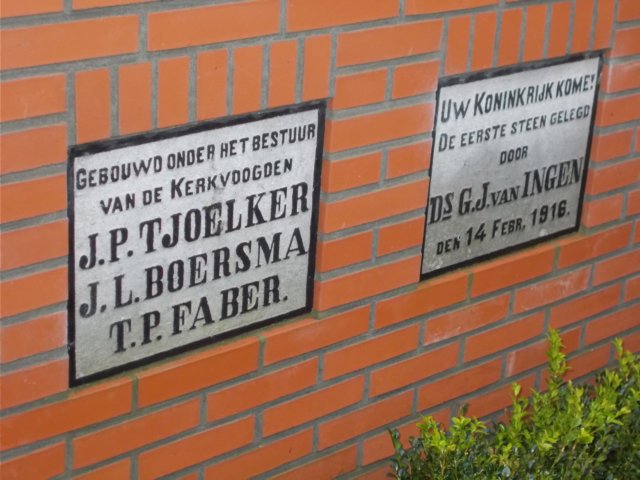 GEBOUWD ONDER HET BESTUUR
VAN DE KERKVOOGDEN
J.P. TJOELKER
J.L. BOERSMA
T.P. FABER.
UW KONINKRIJK KOME!
DE EERSTE STEEN GELEGD
DOOR
DS G.J. VAN INGEN
DEN 14 FEBR. 1916.